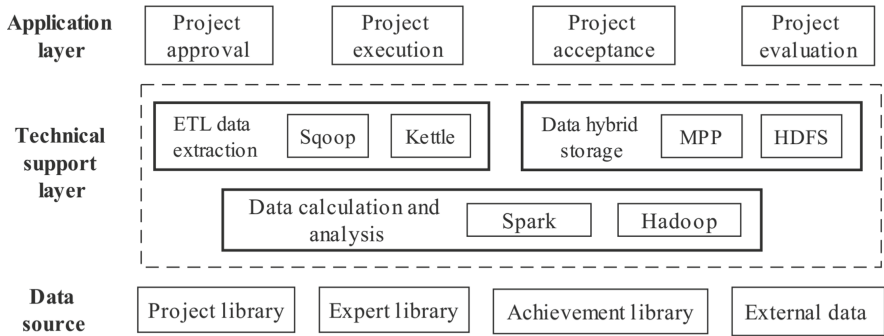 Application
layer
Project
approval
Project
execution
Project
acceptance
Project
evaluation
Technical
support
layer
ETL data
extraction
Sqoop
Kettle
Data hybrid
storage
MPP
HDFS
Data calculation and
analysis
Spark
Hadoop
Data
source
Project library
Expert library
Achievement library
External data